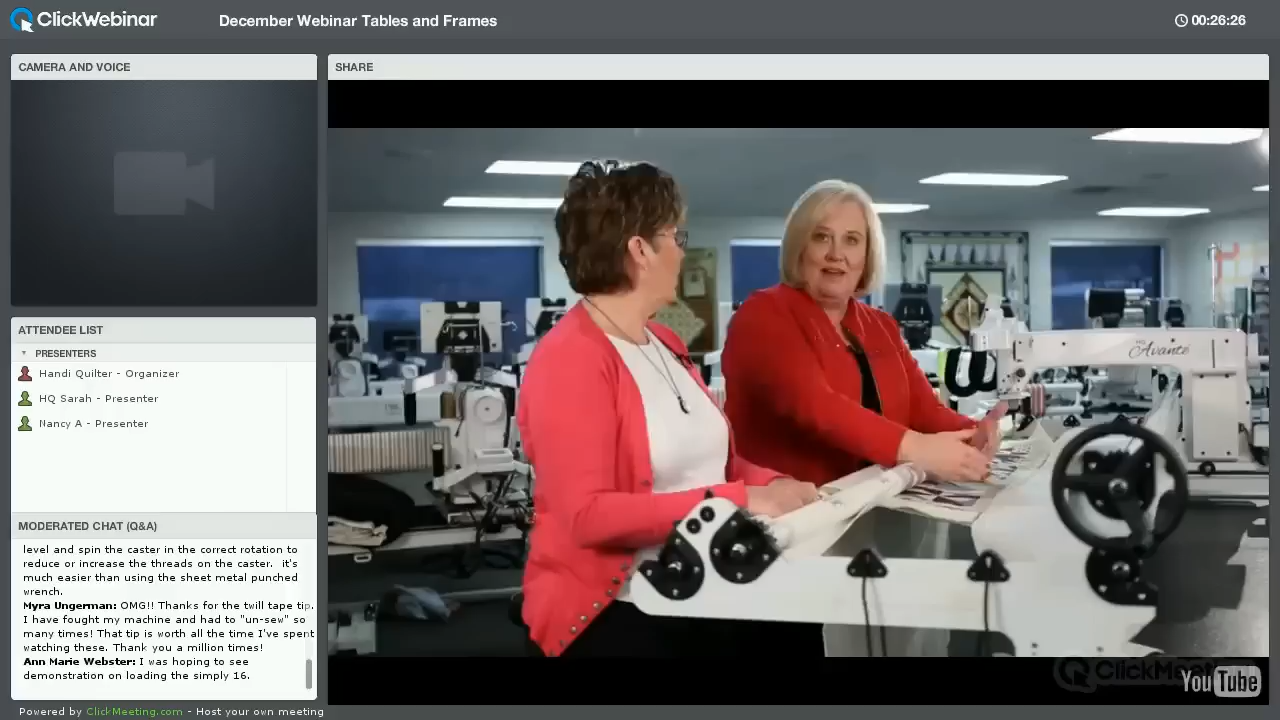 ClickWebinar
December Webinar Tables and Frames
00:26:26
CAMERA AND VOICE
SHARE
ATTENDEE LIST
PRESENTERS
Handi Quilter - Organizer
HQ Sarah - Presenter
Nancy A - Presenter
MODERATED CHAT (Q&A)
level and spin the caster in the correct rotation to
reduce or increase the threads on the caster. it's
much easier than using the sheet metal punched
wrench.
Myra Ungerman: OMG!! Thanks for the twill tape tip.
I have fought my machine and had to "un-sew" so
many times! That tip is worth all the time I've spent
watching these. Thank you a million times!
Ann Marie Webster: I was hoping to see
demonstration on loading the simply 16.
HQ
Avanté
ClickMeet
YouTube
Powered by ClickMeeting.com - Host your own meeting